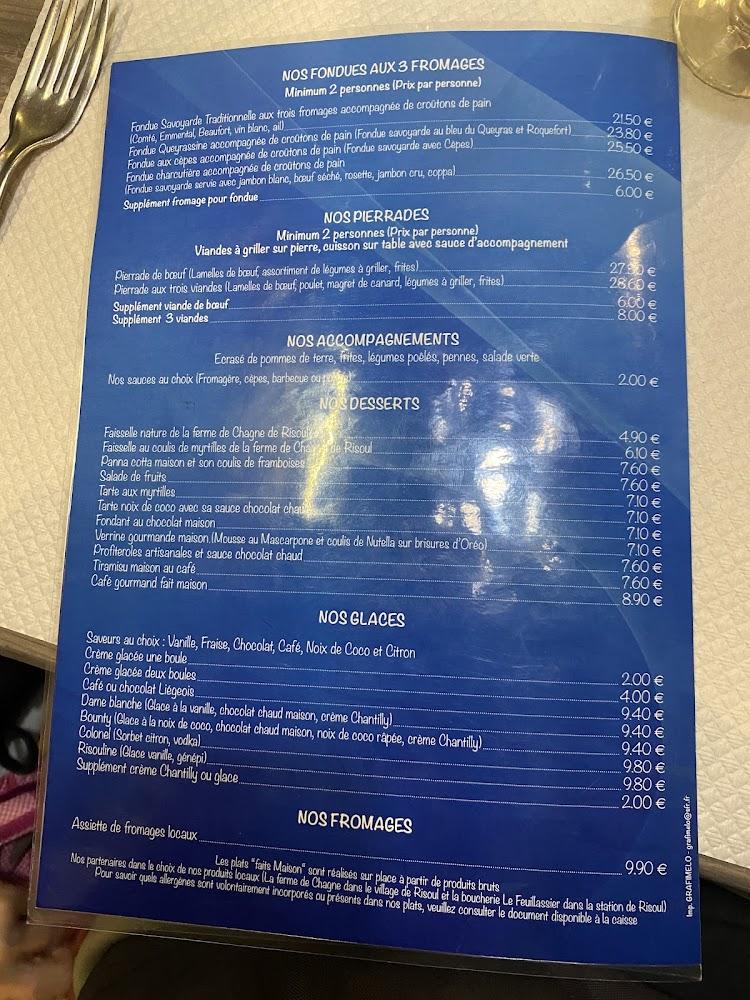 NOS FONDUES AUX 3 FROMAGES
Minimum 2 personnes (Prix par personne)
Fondue Savoyarde Traditionnelle aux trois fromages accompagnée de croûtons de pain
(Comté, Emmental, Beaufort, vin blanc, ail) 21.50 €
Fondue Queyrassine accompagnée de croûtons de pain (Fondue savoyarde au bleu du Queyras et Roquefort) 23.80 €
Fondue aux cèpes accompagnée de croûtons de pain (Fondue savoyarde avec Cèpes) 25.50 €
Fondue charcutière accompagnée de croûtons de pain
(Fondue savoyarde servie avec jambon blanc, bœuf séché, rosette, jambon cru, coppa) 26.50 €
Supplément fromage pour fondue 6.00 €
NOS PIERRADES
Minimum 2 personnes (Prix par personne)
Viandes à griller sur pierre, cuisson sur table avec sauce d'accompagnement
Pierrade de bœuf (Lamelles de bœuf, assortiment de légumes à griller, frites) €
Pierrade aux trois viandes (Lamelles de bœuf, poulet, magret de canard, légumes à griller, frites) 28.60 €
Supplément viande de bœuf 6.00 €
Supplément 3 viandes 8.00 €
NOS ACCOMPAGNEMENTS
Ecrasé de pommes de terre, frites, légumes poêlés, pennes, salade verte
Nos sauces au choix (Fromagère, cèpes, barbecue ou 2.00 €
NOS DESSERTS
Faisselle nature de la ferme de Chagne de Risoul 4.90 €
Faisselle au coulis de myrtilles de la ferme de Chagne de Risoul 6.10 €
Panna cotta maison et son coulis de framboises 7.60 €
Salade de fruits 7.60 €
Tarte aux myrtilles 7.10 €
Tarte noix de coco avec sa sauce chocolat chaud 7.10 €
Fondant au chocolat maison 7.10 €
Verrine gourmande maison (Mousse au Mascarpone et coulis de Nutella sur brisures d'Oréo) 7.10 €
Profiteroles artisanales et sauce chocolat chaud 7.60 €
Tiramisu maison au café 7.60 €
Café gourmand fait maison 8.90 €
NOS GLACES
Saveurs au choix : Vanille, Fraise, Chocolat, Café, Noix de Coco et Citron
Crème glacée une boule 2.00 €
Crème glacée deux boules 4.00 €
Café ou chocolat Liégeois 9.40 €
Dame blanche (Glace à la vanille, chocolat chaud maison, crème Chantilly) 9.40 €
Bounty (Glace à la noix de coco, chocolat chaud maison, noix de coco râpée, crème Chantilly) 9.40 €
Colonel (Sorbet citron, vodka) 9.80 €
Risouline (Glace vanille, génépi) 9.80 €
Supplément crème Chantilly ou glace 2.00 €
NOS FROMAGES
Assiette de fromages locaux 9.90 €
Les plats "faits Maison" sont réalisés sur place à partir de produits bruts
Nos partenaires dans le choix de nos produits locaux (La ferme de Chagne dans le village de Risoul et la boucherie Le Feuillassier dans la station de Risoul)
Pour savoir quels allergènes sont volontairement incorporés ou présents dans nos plats, veuillez consulter le document disponible à la caisse
Imp. GRAFIMELO - grafimelo@sfr.fr